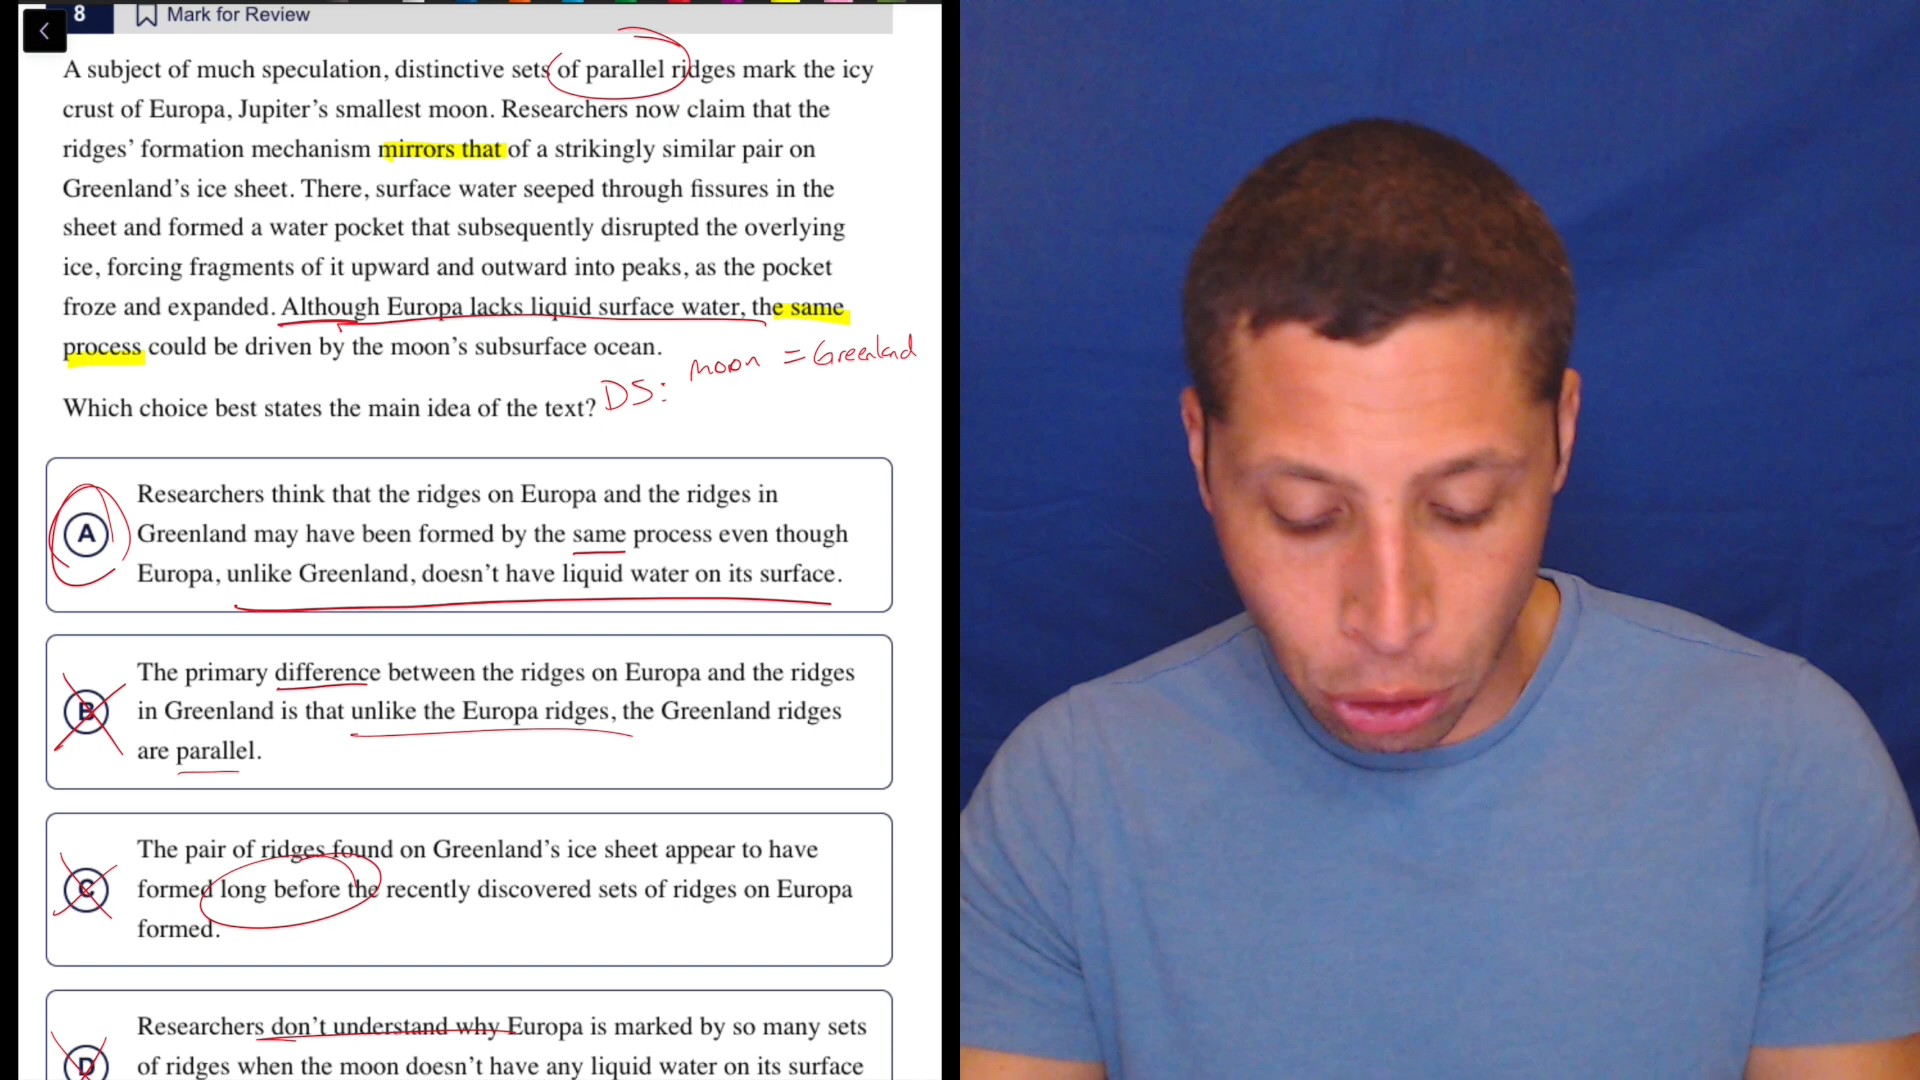 8 Mark for Review
A subject of much speculation, distinctive sets of parallel ridges mark the icy
crust of Europa, Jupiter’s smallest moon. Researchers now claim that the
ridges’ formation mechanism mirrors that of a strikingly similar pair on
Greenland’s ice sheet. There, surface water seeped through fissures in the
sheet and formed a water pocket that subsequently disrupted the overlying
ice, forcing fragments of it upward and outward into peaks, as the pocket
froze and expanded. Although Europa lacks liquid surface water, the same
process could be driven by the moon’s subsurface ocean.
moon = Greenland
Which choice best states the main idea of the text? DS:
A Researchers think that the ridges on Europa and the ridges in
Greenland may have been formed by the same process even though
Europa, unlike Greenland, doesn’t have liquid water on its surface.
B The primary difference between the ridges on Europa and the ridges
in Greenland is that unlike the Europa ridges, the Greenland ridges
are parallel.
C The pair of ridges found on Greenland’s ice sheet appear to have
formed long before the recently discovered sets of ridges on Europa
formed.
D Researchers don’t understand why Europa is marked by so many sets
of ridges when the moon doesn’t have any liquid water on its surface